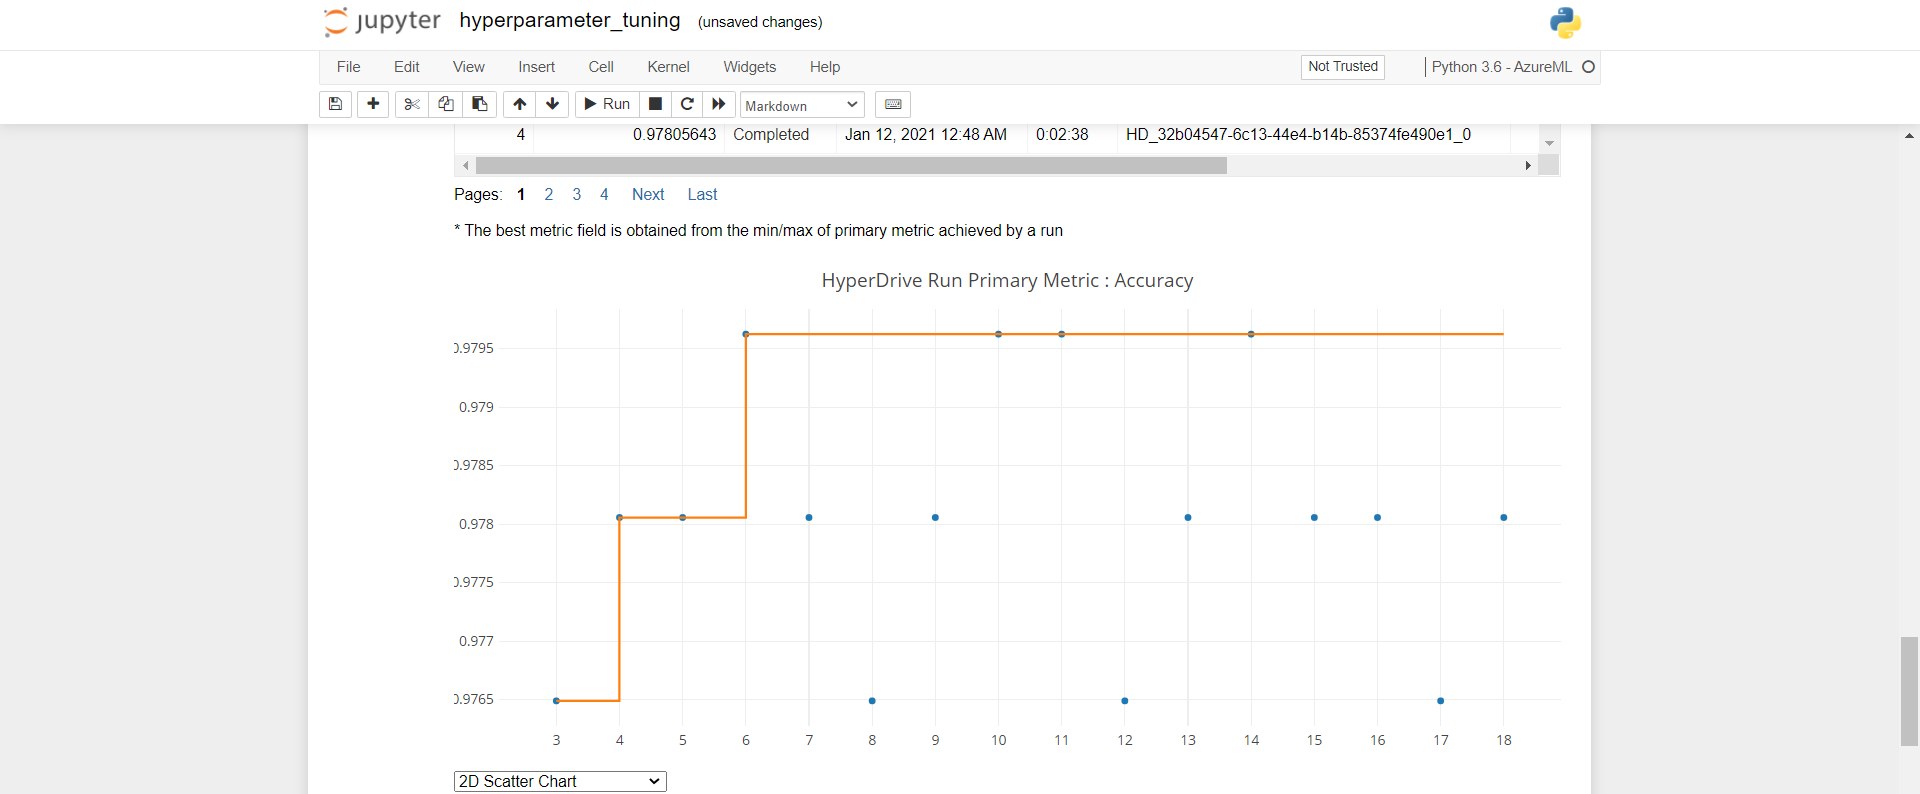 jupyter hyperparameter_tuning (unsaved changes)
File Edit View Insert Cell Kernel Widgets Help Not Trusted Python 3.6 - AzureML
Run Markdown
4 0.97805643 Completed Jan 12, 2021 12:48 AM 0:02:38 HD_32b04547-6c13-44e4-b14b-85374fe490e1_0
Pages: 1 2 3 4 Next Last
* The best metric field is obtained from the min/max of primary metric achieved by a run
HyperDrive Run Primary Metric : Accuracy
0.9795
0.979
0.9785
0.978
0.9775
0.977
0.9765
3 4 5 6 7 8 9 10 11 12 13 14 15 16 17 18
2D Scatter Chart